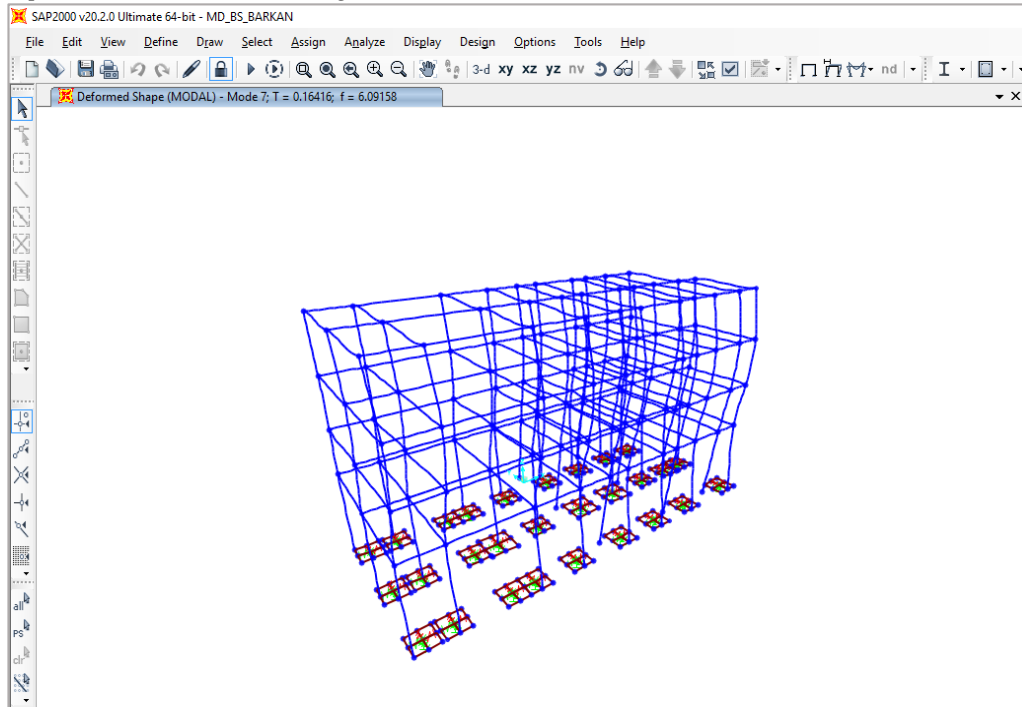 SAP2000 v20.2.0 Ultimate 64-bit - MD_BS_BARKAN
File Edit View Define Draw Select Assign Analyze Display Design Options Tools Help
3-d xy xz yz nv nd I
Deformed Shape (MODAL) - Mode 7; T = 0.16416; f = 6.09158
all
PS
clr